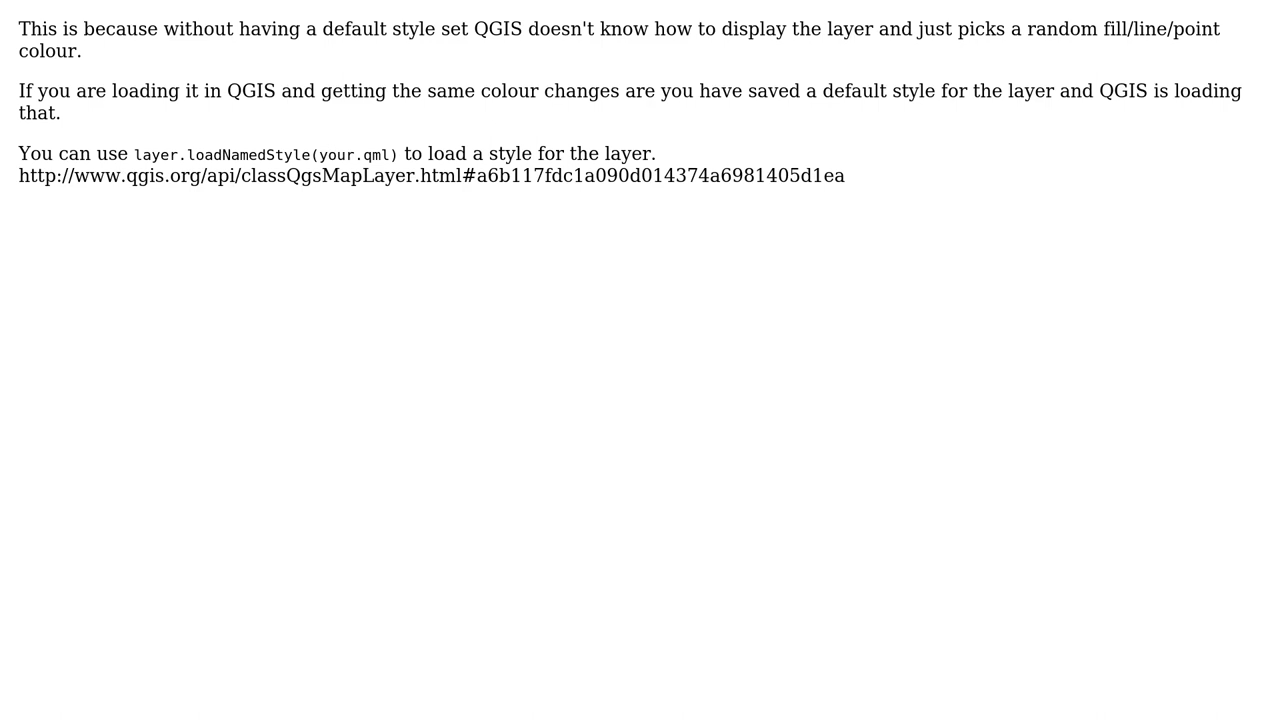 This is because without having a default style set QGIS doesn't know how to display the layer and just picks a random fill/line/point
colour.
If you are loading it in QGIS and getting the same colour changes are you have saved a default style for the layer and QGIS is loading
that.
You can use layer.loadNamedStyle(your.qml) to load a style for the layer.
http://www.qgis.org/api/classQgsMapLayer.html#a6b117fdc1a090d014374a6981405d1ea